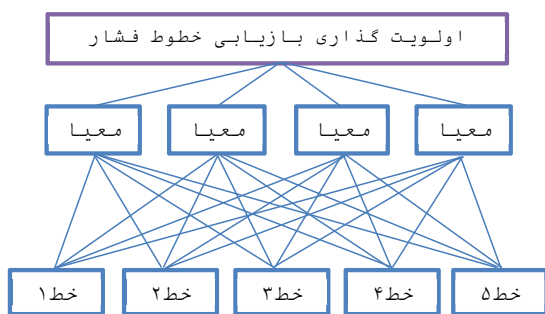 اولویت گذاری بازیابی خطوط فشار
معیا معیا معیا معیا
خط۱ خط۲ خط۳ خط۴ خط۵